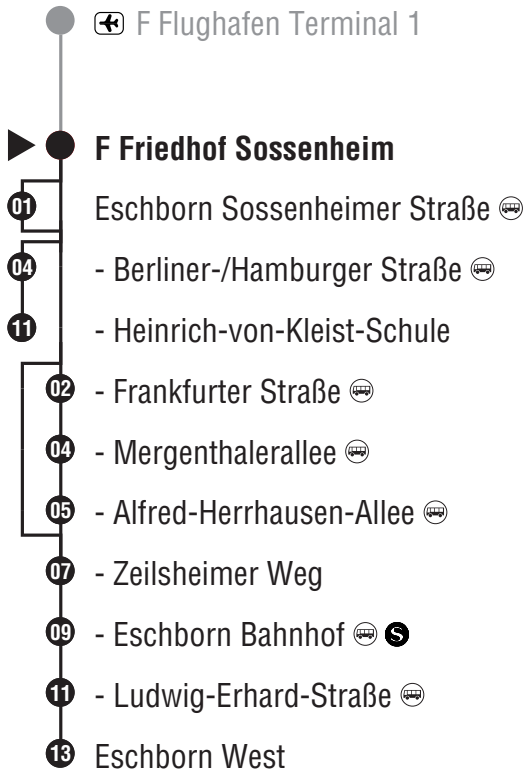 F Flughafen Terminal 1
F Friedhof Sossenheim
01 Eschborn Sossenheimer Straße
04 - Berliner-/Hamburger Straße
11 - Heinrich-von-Kleist-Schule
02 - Frankfurter Straße
04 - Mergenthalerallee
05 - Alfred-Herrhausen-Allee
07 - Zeilsheimer Weg
09 - Eschborn Bahnhof S
11 - Ludwig-Erhard-Straße
13 Eschborn West